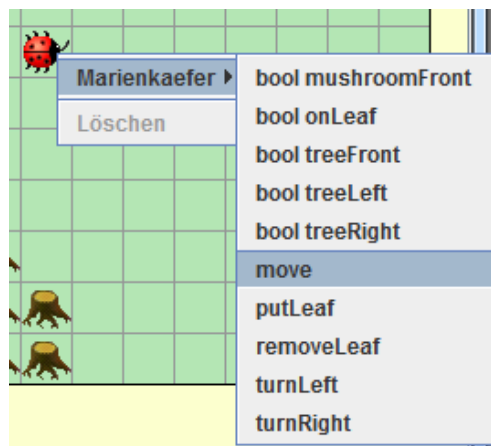 Marienkaefer
Löschen
bool mushroomFront
bool onLeaf
bool treeFront
bool treeLeft
bool treeRight
move
putLeaf
removeLeaf
turnLeft
turnRight